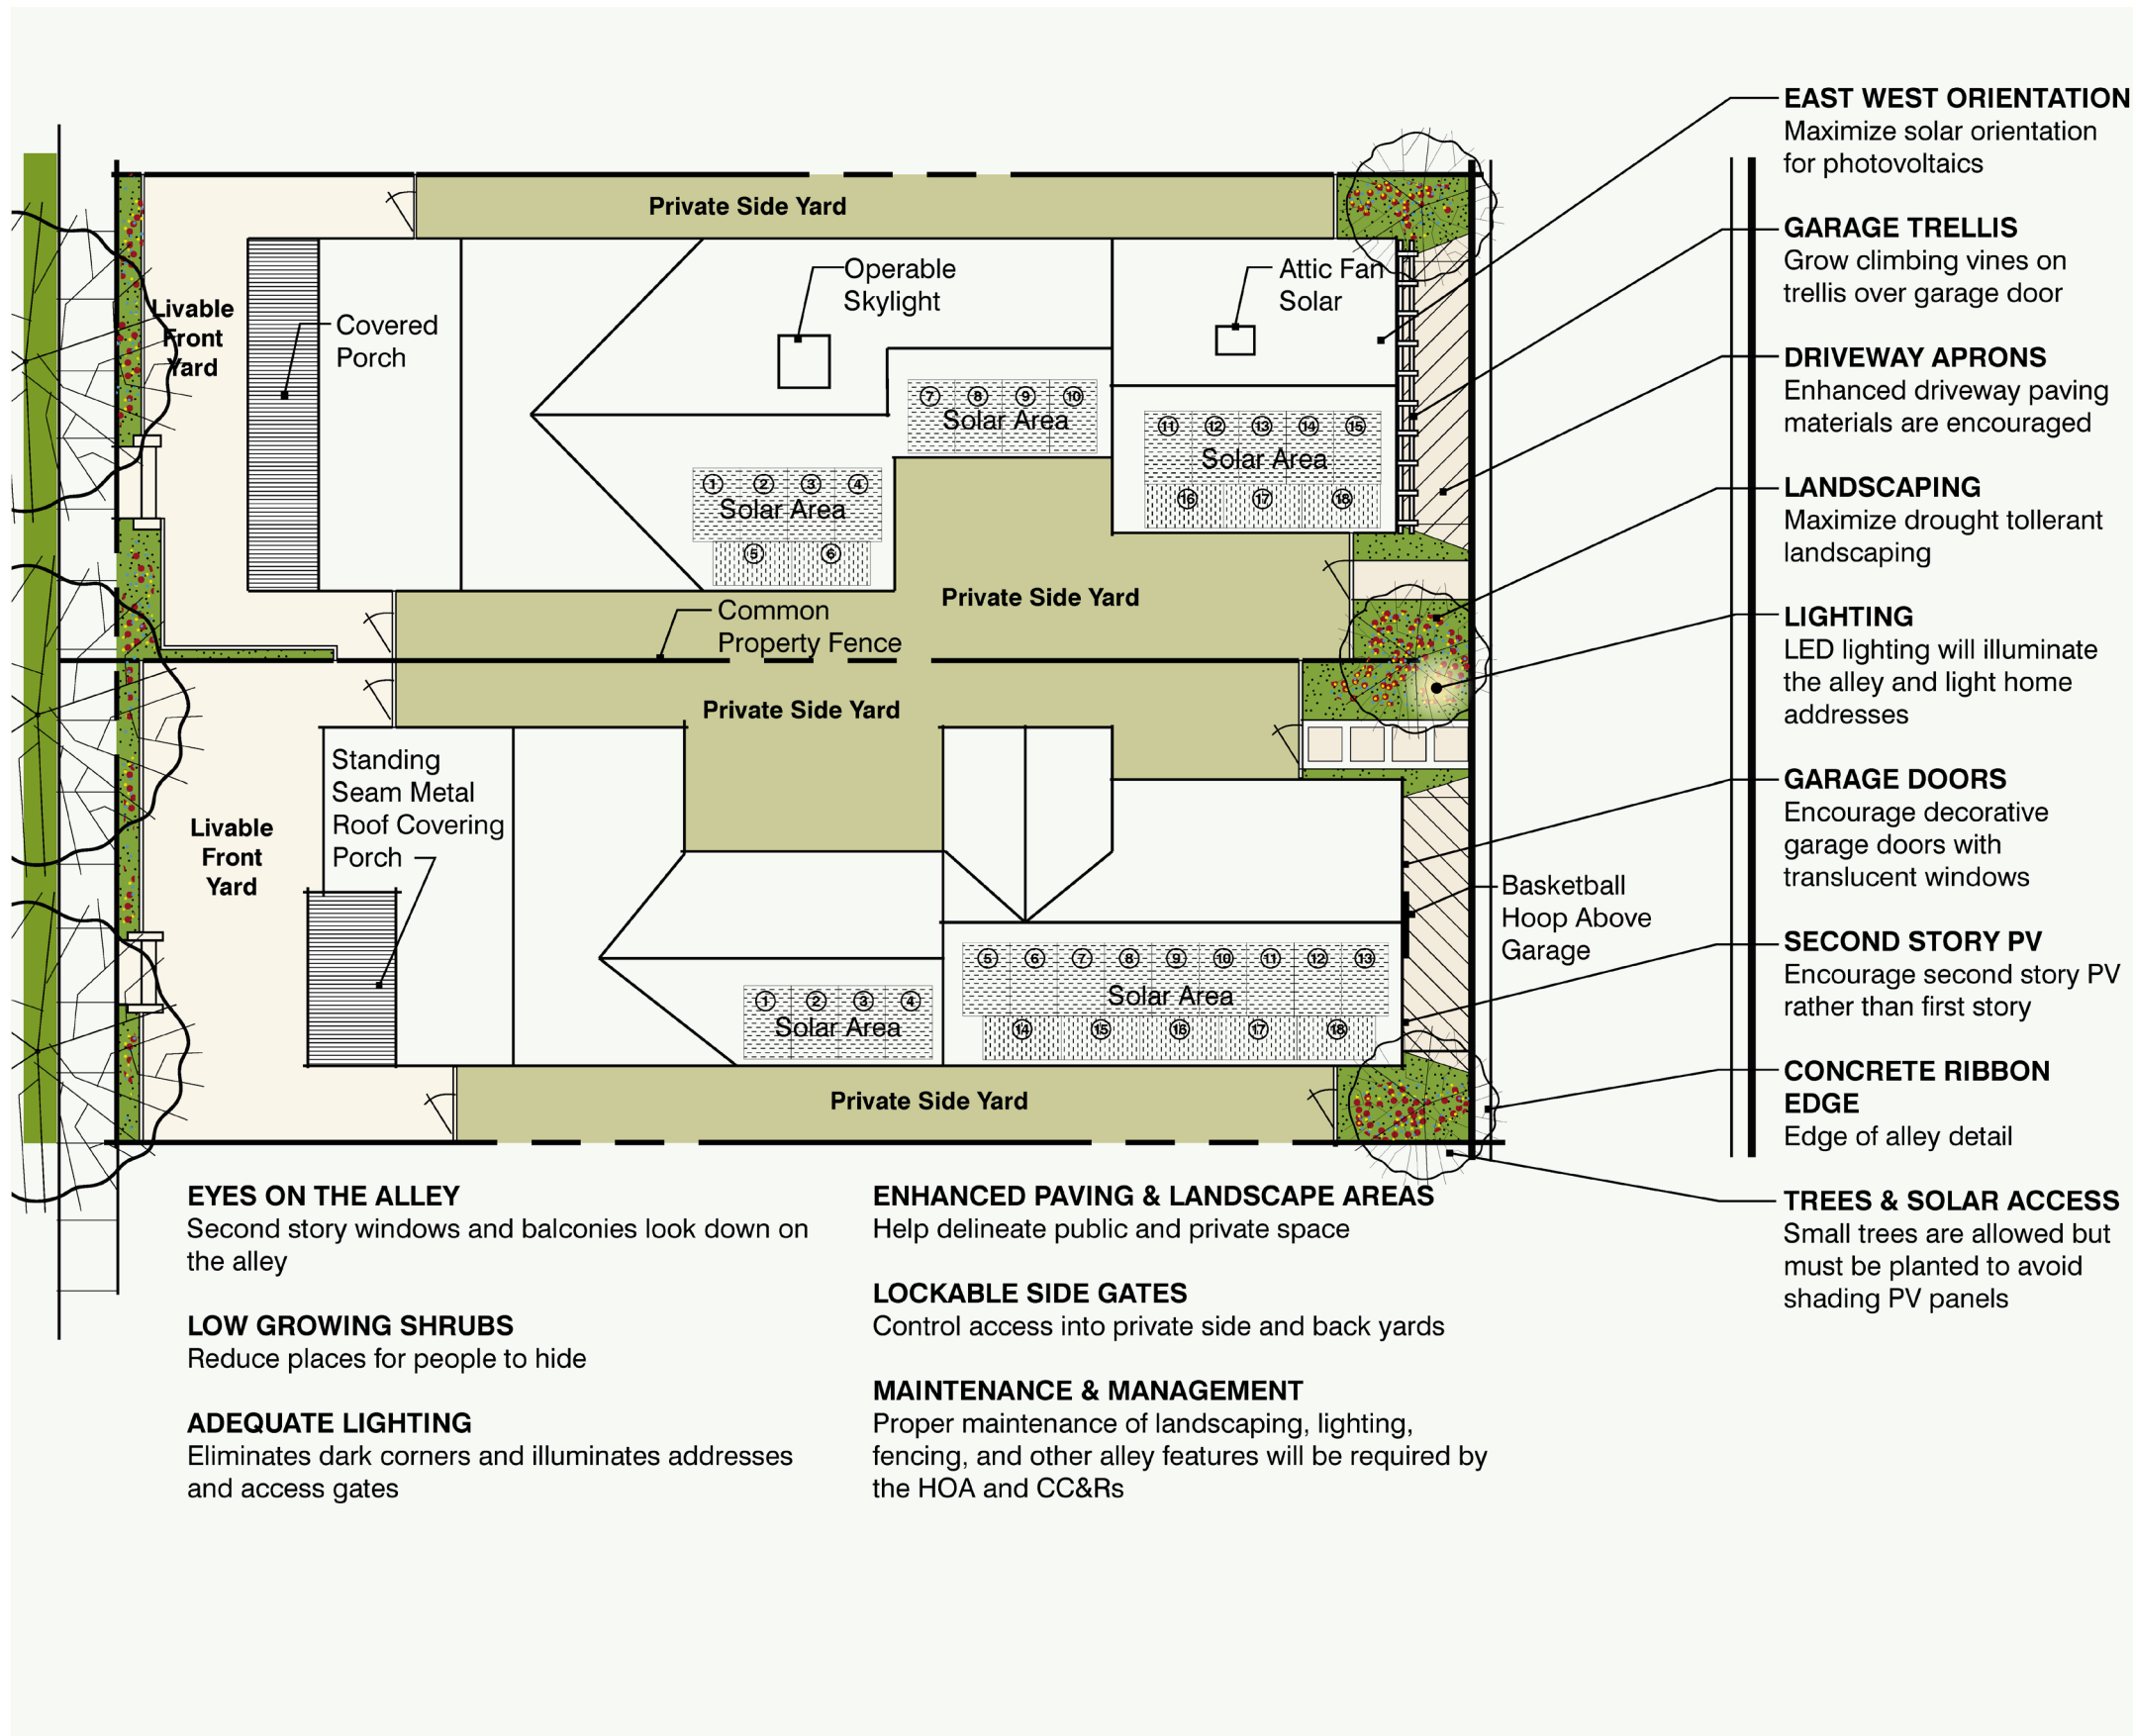 EAST WEST ORIENTATION
Maximize solar orientation
for photovoltaics
GARAGE TRELLIS
Grow climbing vines on
trellis over garage door
DRIVEWAY APRONS
Enhanced driveway paving
materials are encouraged
LANDSCAPING
Maximize drought tollerant
landscaping
LIGHTING
LED lighting will illuminate
the alley and light home
addresses
GARAGE DOORS
Encourage decorative
garage doors with
translucent windows
SECOND STORY PV
Encourage second story PV
rather than first story
CONCRETE RIBBON
EDGE
Edge of alley detail
TREES & SOLAR ACCESS
Small trees are allowed but
must be planted to avoid
shading PV panels
Private Side Yard
Livable
Front
Yard
Covered
Porch
Operable
Skylight
Attic Fan
Solar
7 8 9 10
Solar Area
11 12 13 14 15
Solar Area
16 17 18
1 2 3 4
Solar Area
5 6
Private Side Yard
Common
Property Fence
Private Side Yard
Standing
Seam Metal
Roof Covering
Porch
Livable
Front
Yard
Basketball
Hoop Above
Garage
5 6 7 8 9 10 11 12 13
Solar Area
14 15 16 17 18
1 2 3 4
Solar Area
Private Side Yard
EYES ON THE ALLEY
Second story windows and balconies look down on
the alley
LOW GROWING SHRUBS
Reduce places for people to hide
ADEQUATE LIGHTING
Eliminates dark corners and illuminates addresses
and access gates
ENHANCED PAVING & LANDSCAPE AREAS
Help delineate public and private space
LOCKABLE SIDE GATES
Control access into private side and back yards
MAINTENANCE & MANAGEMENT
Proper maintenance of landscaping, lighting,
fencing, and other alley features will be required by
the HOA and CC&Rs